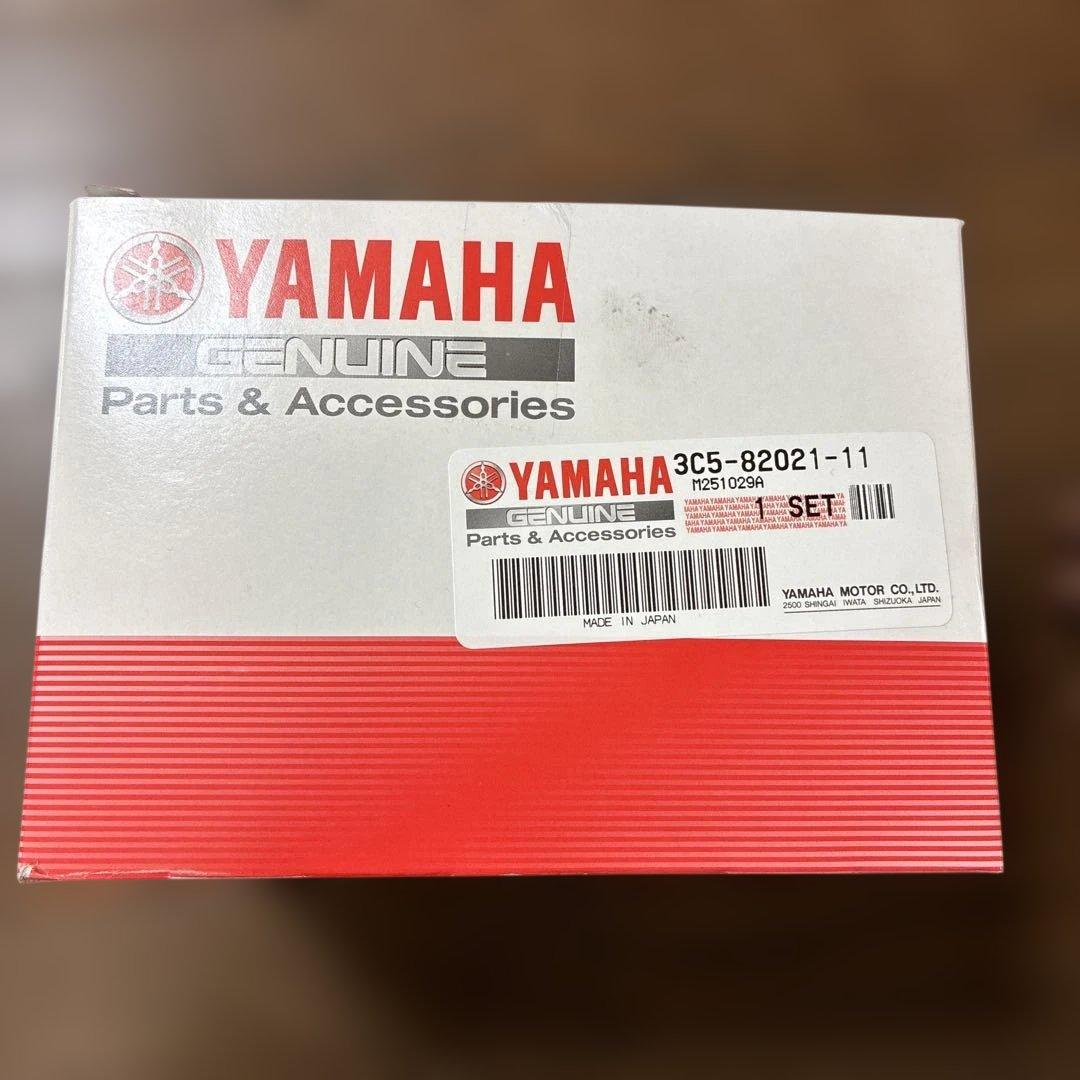 YAMAHA
GENUINE
Parts & Accessories
YAMAHA
GENUINE
Parts & Accessories
3C5-82021-11
M251029A
1 SET
MADE IN JAPAN
YAMAHA MOTOR CO.,LTD.
2500 SHINGAI IWATA SHIZUOKA JAPAN